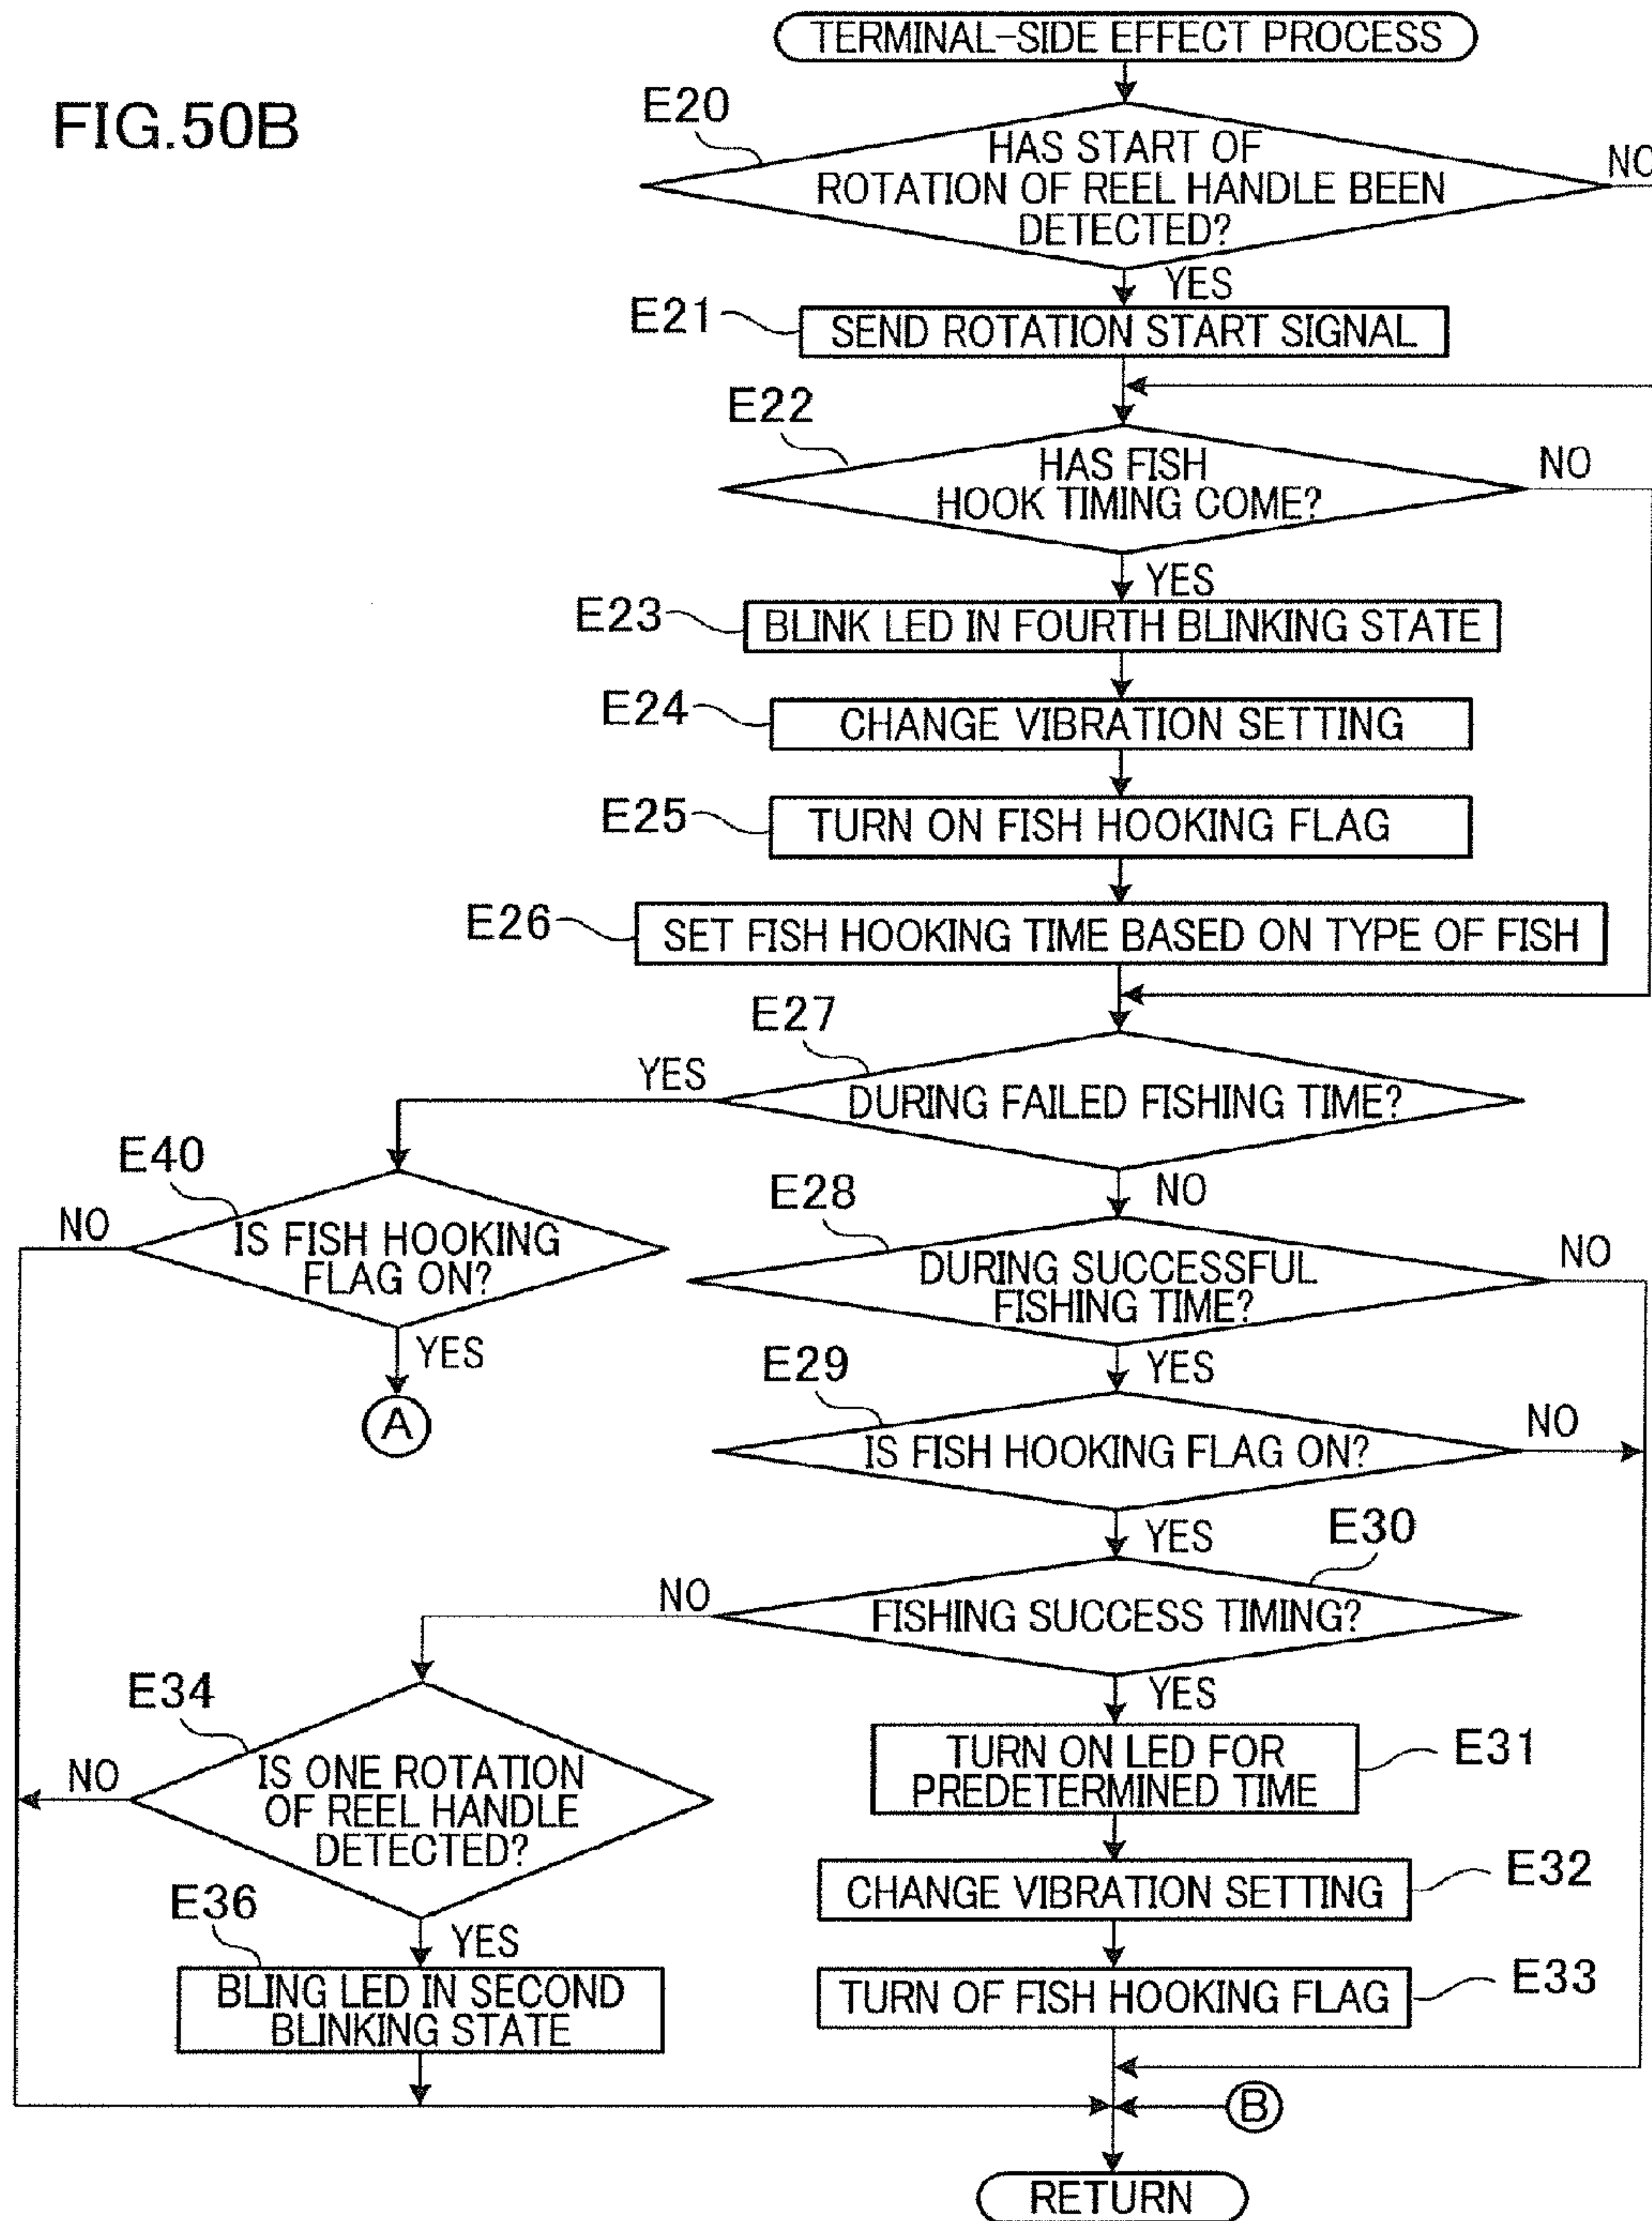 FIG.50B
TERMINAL-SIDE EFFECT PROCESS
E20
HAS START OF
ROTATION OF REEL HANDLE BEEN
DETECTED?
NO
YES
E21
SEND ROTATION START SIGNAL
E22
HAS FISH
HOOK TIMING COME?
NO
YES
E23
BLINK LED IN FOURTH BLINKING STATE
E24
CHANGE VIBRATION SETTING
E25
TURN ON FISH HOOKING FLAG
E26
SET FISH HOOKING TIME BASED ON TYPE OF FISH
E27
YES
DURING FAILED FISHING TIME?
NO
E40
NO
IS FISH HOOKING
FLAG ON?
YES
A
E28
DURING SUCCESSFUL
FISHING TIME?
NO
YES
E29
IS FISH HOOKING FLAG ON?
NO
YES
E30
NO
FISHING SUCCESS TIMING?
YES
E34
NO
IS ONE ROTATION
OF REEL HANDLE
DETECTED?
YES
E36
BLING LED IN SECOND
BLINKING STATE
TURN ON LED FOR
PREDETERMINED TIME
E31
CHANGE VIBRATION SETTING
E32
TURN OF FISH HOOKING FLAG
E33
B
RETURN